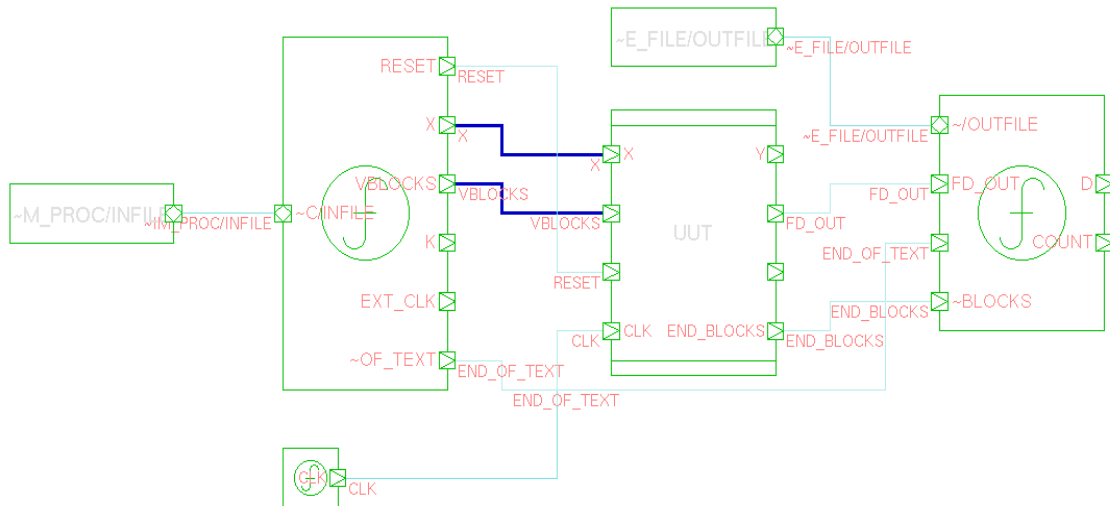 ~E_FILE/OUTFILE
~E_FILE/OUTFILE
RESET
RESET
X
X
X
X
Y
~E_FILE/OUTFILE
~/OUTFILE
VBLOCKS
VBLOCKS
VBLOCKS
FD_OUT
FD_OUT
FD_OUT
D
~M_PROC/INFILE
~IM_PROC/INFILE
~C/INFILE
UUT
K
END_OF_TEXT
COUNT
EXT_CLK
RESET
~BLOCKS
END_BLOCKS
CLK
CLK
END_BLOCKS
END_BLOCKS
~OF_TEXT
END_OF_TEXT
END_OF_TEXT
CLK
CLK